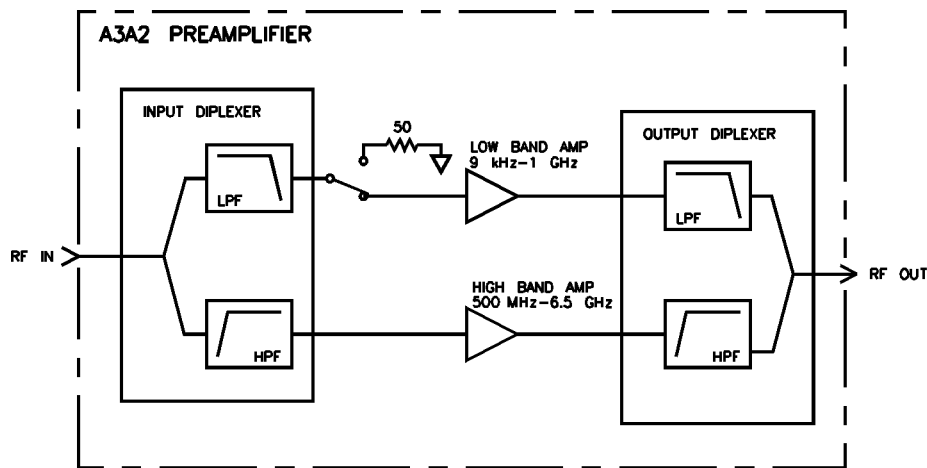 A3A2 PREAMPLIFIER
INPUT DIPLEXER
50
LOW BAND AMP
9 kHz-1 GHz
OUTPUT DIPLEXER
LPF
LPF
RF IN
RF OUT
HIGH BAND AMP
500 MHz-6.5 GHz
HPF
HPF